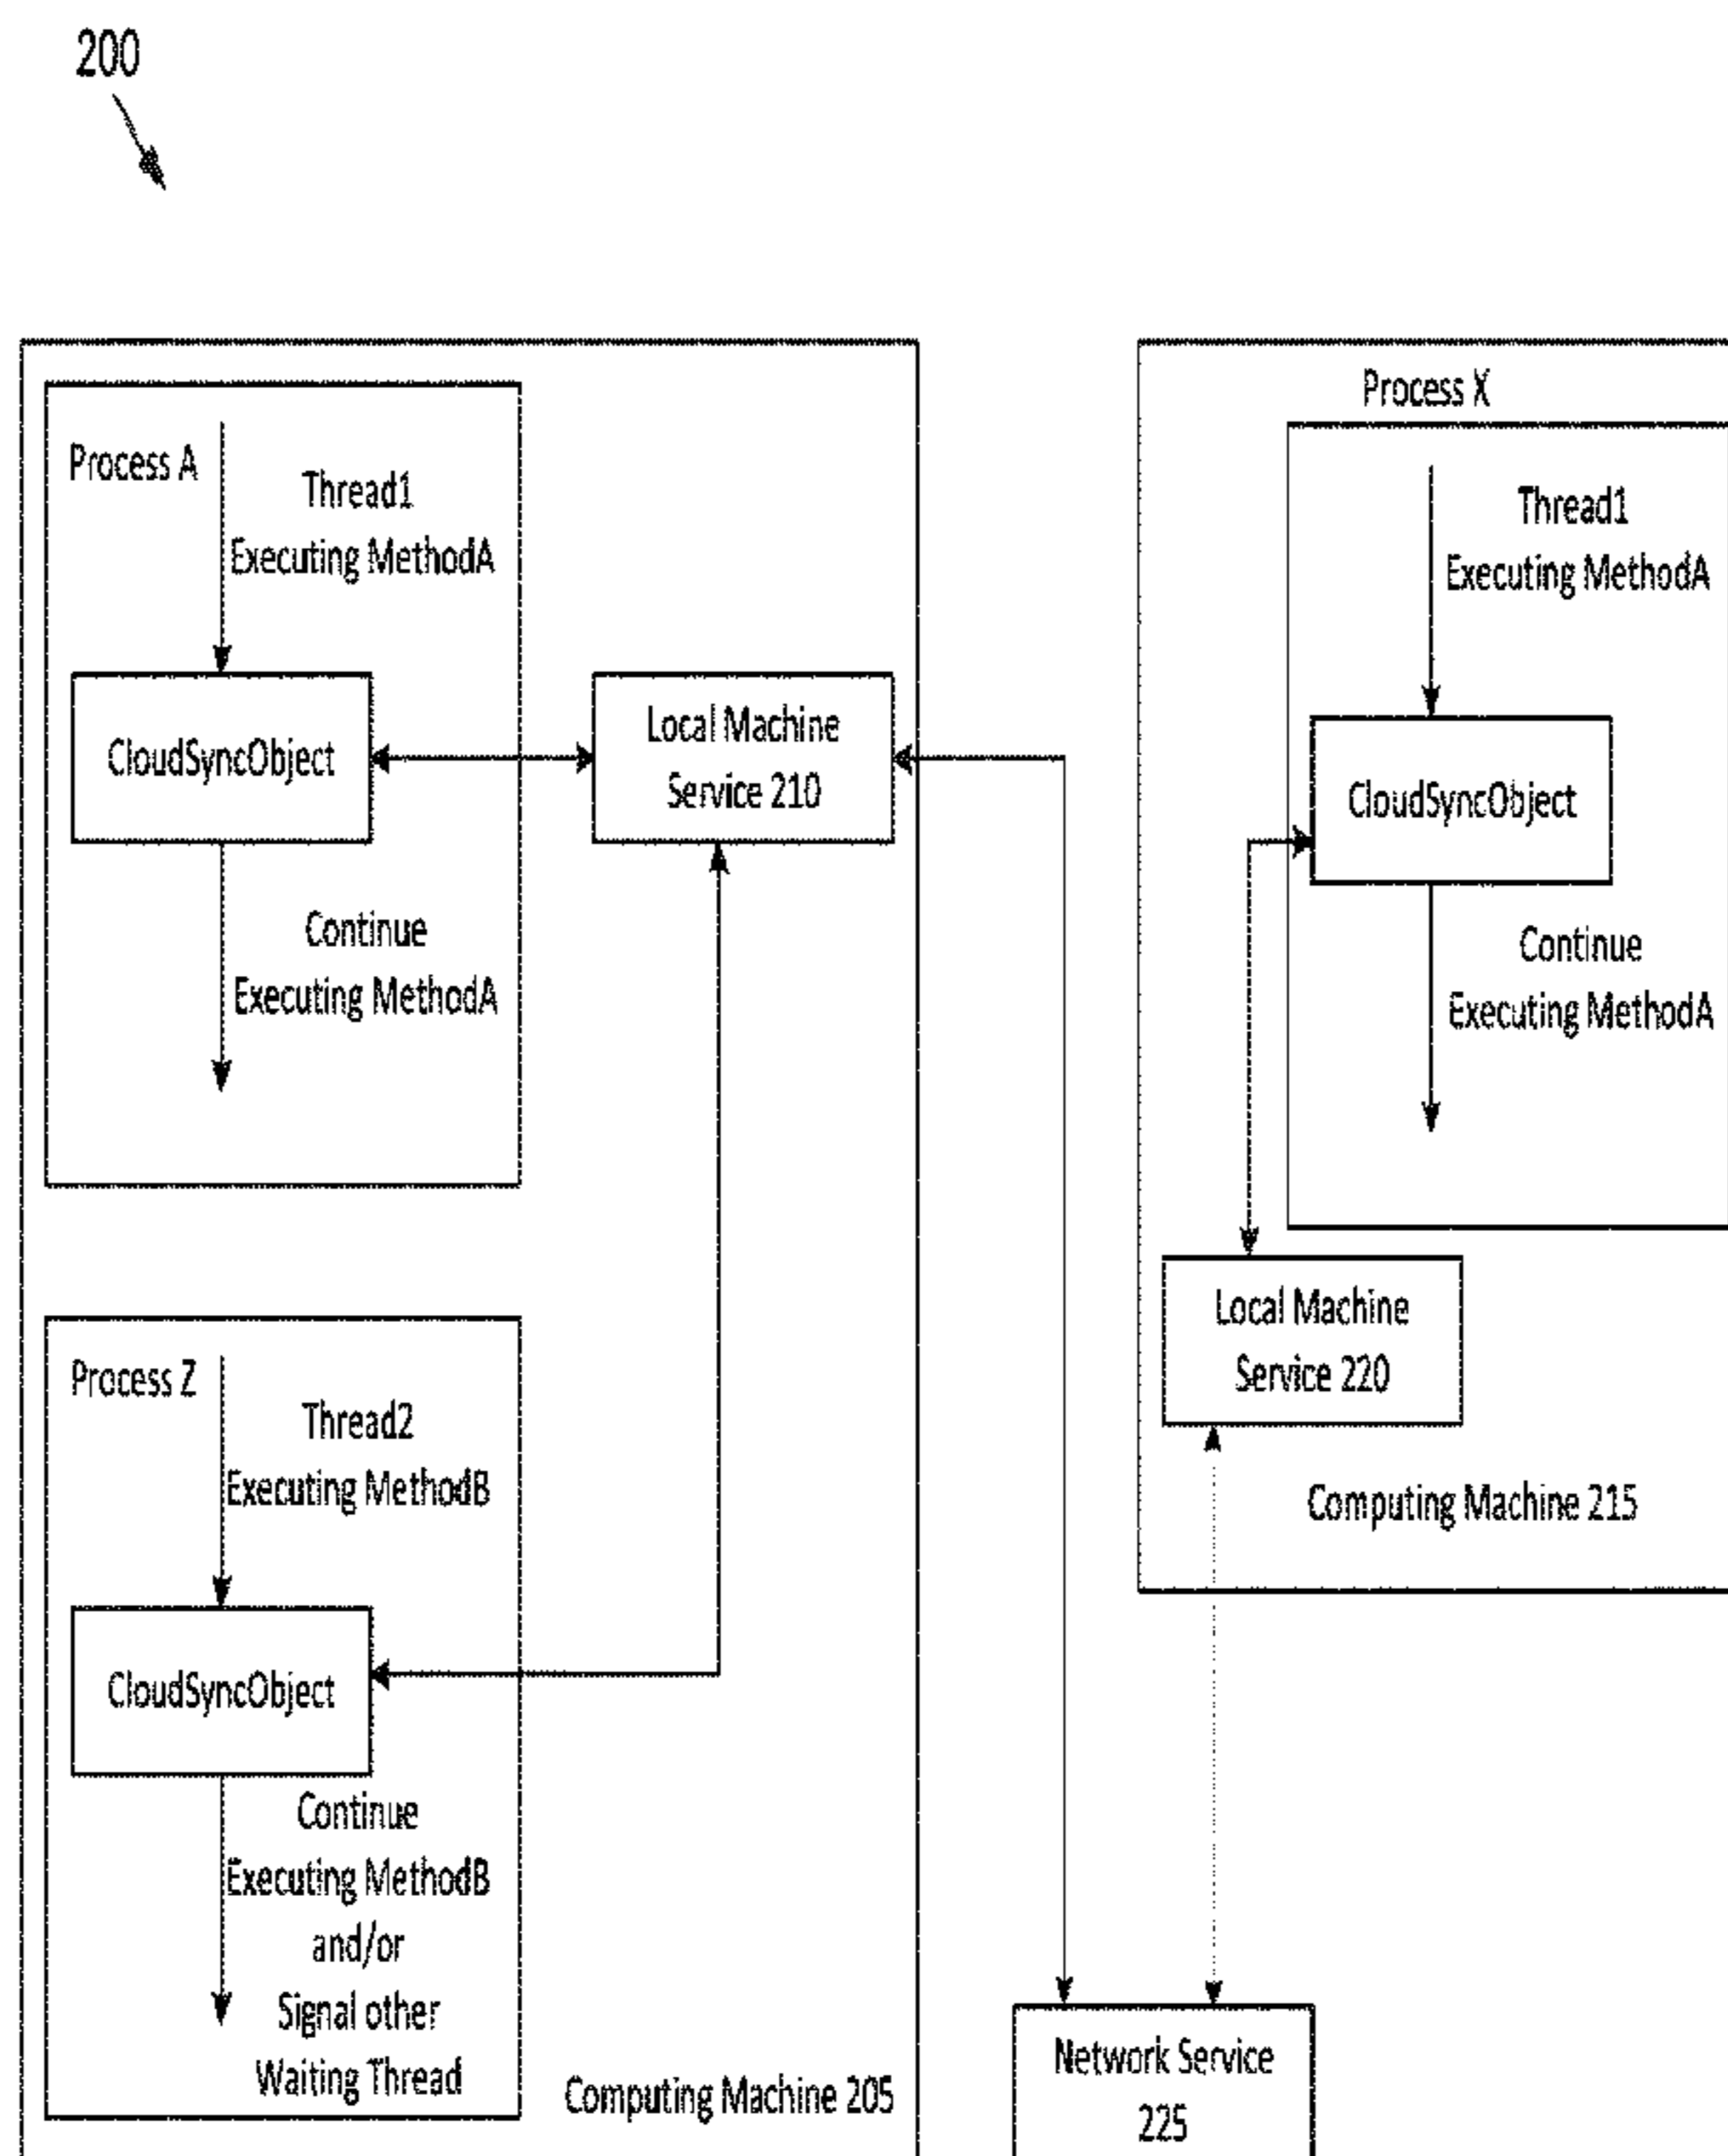 200
Process A
Thread1
Executing MethodA
CloudSyncObject
Local Machine
Service 210
Continue
Executing MethodA
Process Z
Thread2
Executing MethodB
CloudSyncObject
Continue
Executing MethodB
and/or
Signal other
Waiting Thread
Computing Machine 205
Process X
Thread1
Executing MethodA
CloudSyncObject
Continue
Executing MethodA
Local Machine
Service 220
Computing Machine 215
Network Service
225